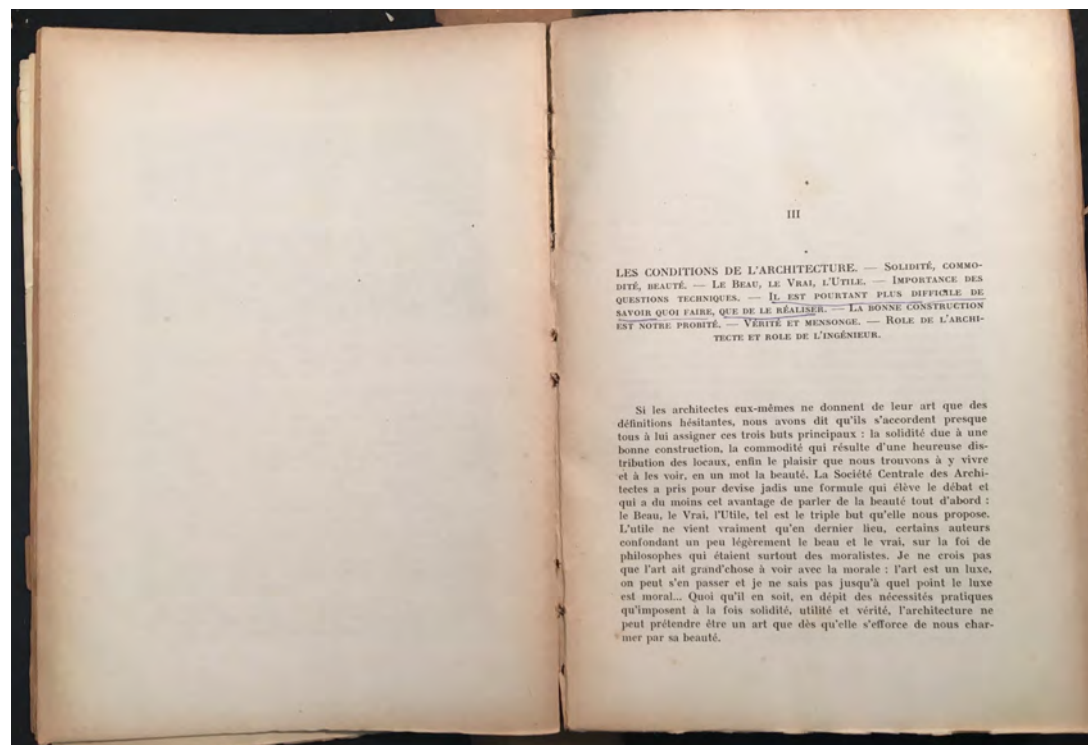 III
LES CONDITIONS DE L'ARCHITECTURE. — SOLIDITÉ, COMMO-
DITÉ, BEAUTÉ. — LE BEAU, LE VRAI, L'UTILE. — IMPORTANCE DES
QUESTIONS TECHNIQUES. — IL EST POURTANT PLUS DIFFICILE DE
SAVOIR QUOI FAIRE, QUE DE LE RÉALISER. — LA BONNE CONSTRUCTION
EST NOTRE PROBITÉ. — VÉRITÉ ET MENSONGE. — ROLE DE L'ARCHI-
TECTE ET ROLE DE L'INGÉNIEUR.
Si les architectes eux-mêmes ne donnent de leur art que des
définitions hésitantes, nous avons dit qu'ils s'accordent presque
tous à lui assigner ces trois buts principaux : la solidité due à une
bonne construction, la commodité qui résulte d'une heureuse dis-
tribution des locaux, enfin le plaisir que nous trouvons à y vivre
et à les voir, en un mot la beauté. La Société Centrale des Archi-
tectes a pris pour devise jadis une formule qui élève le débat et
qui a du moins cet avantage de parler de la beauté tout d'abord :
le Beau, le Vrai, l'Utile, tel est le triple but qu'elle nous propose.
L'utile ne vient vraiment qu'en dernier lieu, certains auteurs
confondant un peu légèrement le beau et le vrai, sur la foi de
philosophes qui étaient surtout des moralistes. Je ne crois pas
que l'art ait grand'chose à voir avec la morale : l'art est un luxe,
on peut s'en passer et je ne sais pas jusqu'à quel point le luxe
est moral... Quoi qu'il en soit, en dépit des nécessités pratiques
qu'imposent à la fois solidité, utilité et vérité, l'architecture ne
peut prétendre être un art que dès qu'elle s'efforce de nous char-
mer par sa beauté.